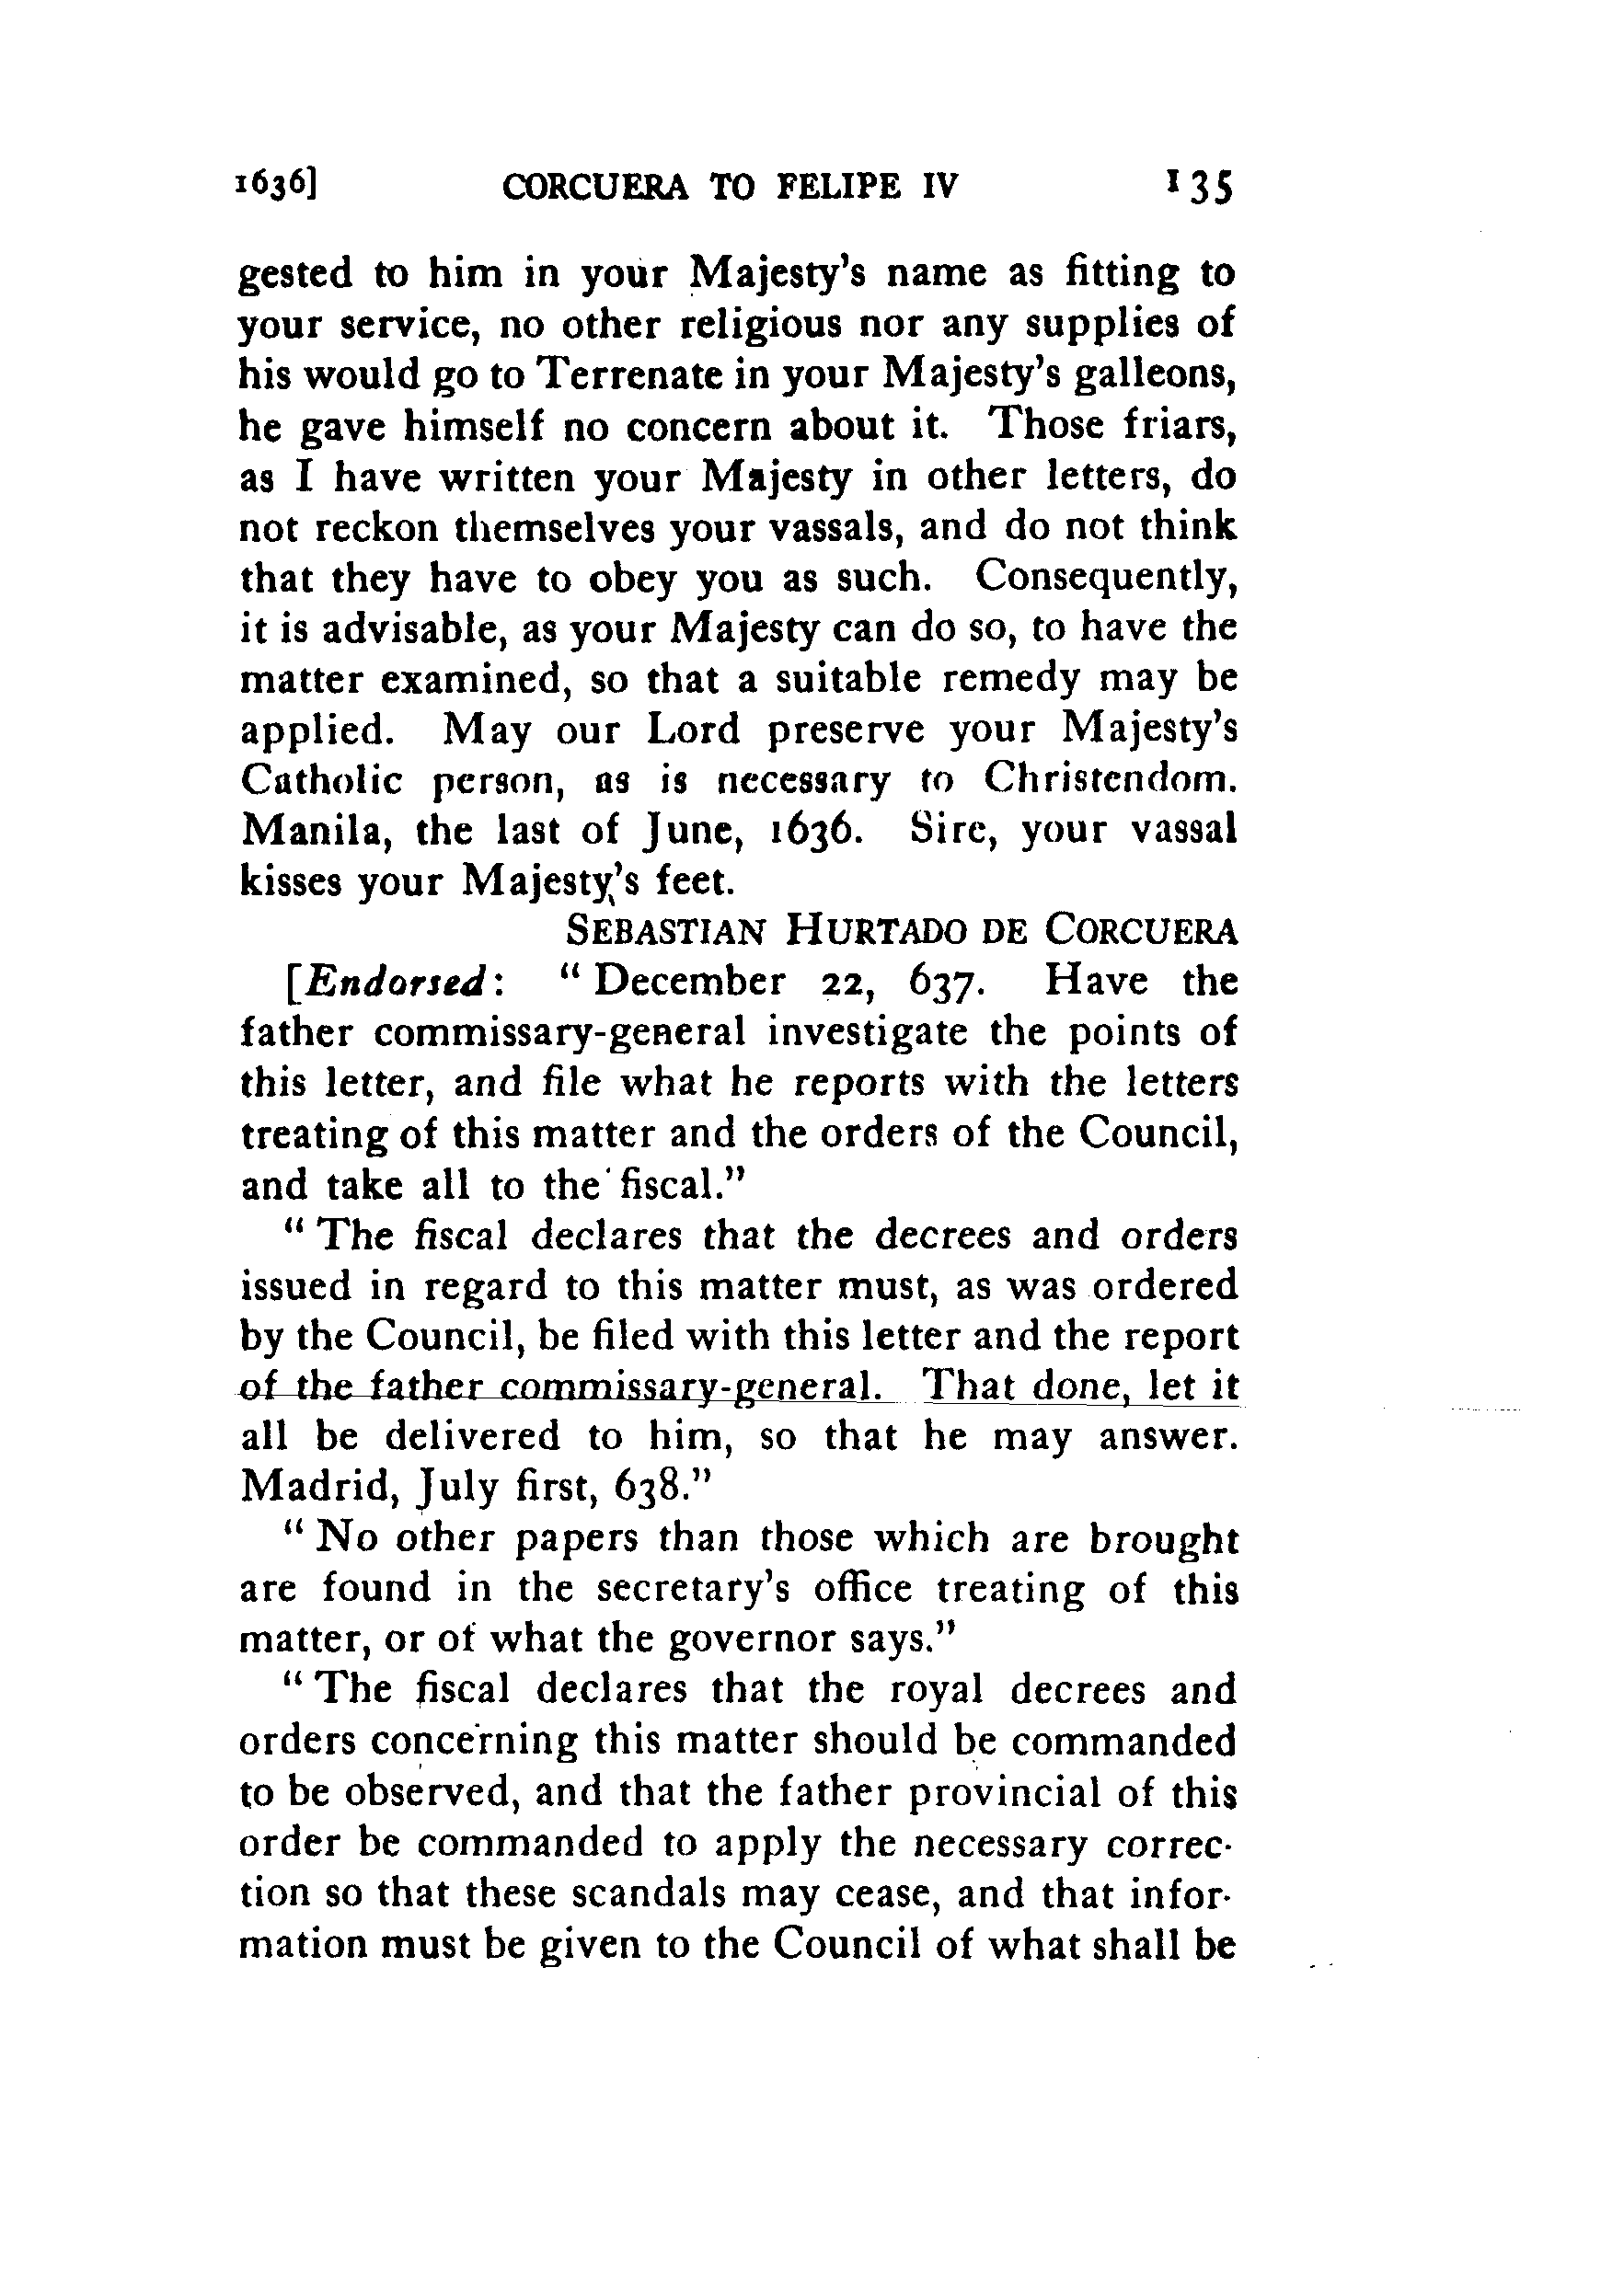 1636] CORCUERA TO FELIPE IV 135
gested to him in your Majesty's name as fitting to
your service, no other religious nor any supplies of
his would go to Terrenate in your Majesty's galleons,
he gave himself no concern about it. Those friars,
as I have written your Majesty in other letters, do
not reckon themselves your vassals, and do not think
that they have to obey you as such. Consequently,
it is advisable, as your Majesty can do so, to have the
matter examined, so that a suitable remedy may be
applied. May our Lord preserve your Majesty's
Catholic person, as is necessary to Christendom.
Manila, the last of June, 1636. Sire, your vassal
kisses your Majesty's feet.
SEBASTIAN HURTADO DE CORCUERA
[Endorsed: " December 22, 637. Have the
father commissary-general investigate the points of
this letter, and file what he reports with the letters
treating of this matter and the orders of the Council,
and take all to the fiscal."
" The fiscal declares that the decrees and orders
issued in regard to this matter must, as was ordered
by the Council, be filed with this letter and the report
of the father commissary-general. That done, let it
all be delivered to him, so that he may answer.
Madrid, July first, 638."
" No other papers than those which are brought
are found in the secretary's office treating of this
matter, or of what the governor says."
" The fiscal declares that the royal decrees and
orders concerning this matter should be commanded
to be observed, and that the father provincial of this
order be commanded to apply the necessary correc-
tion so that these scandals may cease, and that infor-
mation must be given to the Council of what shall be